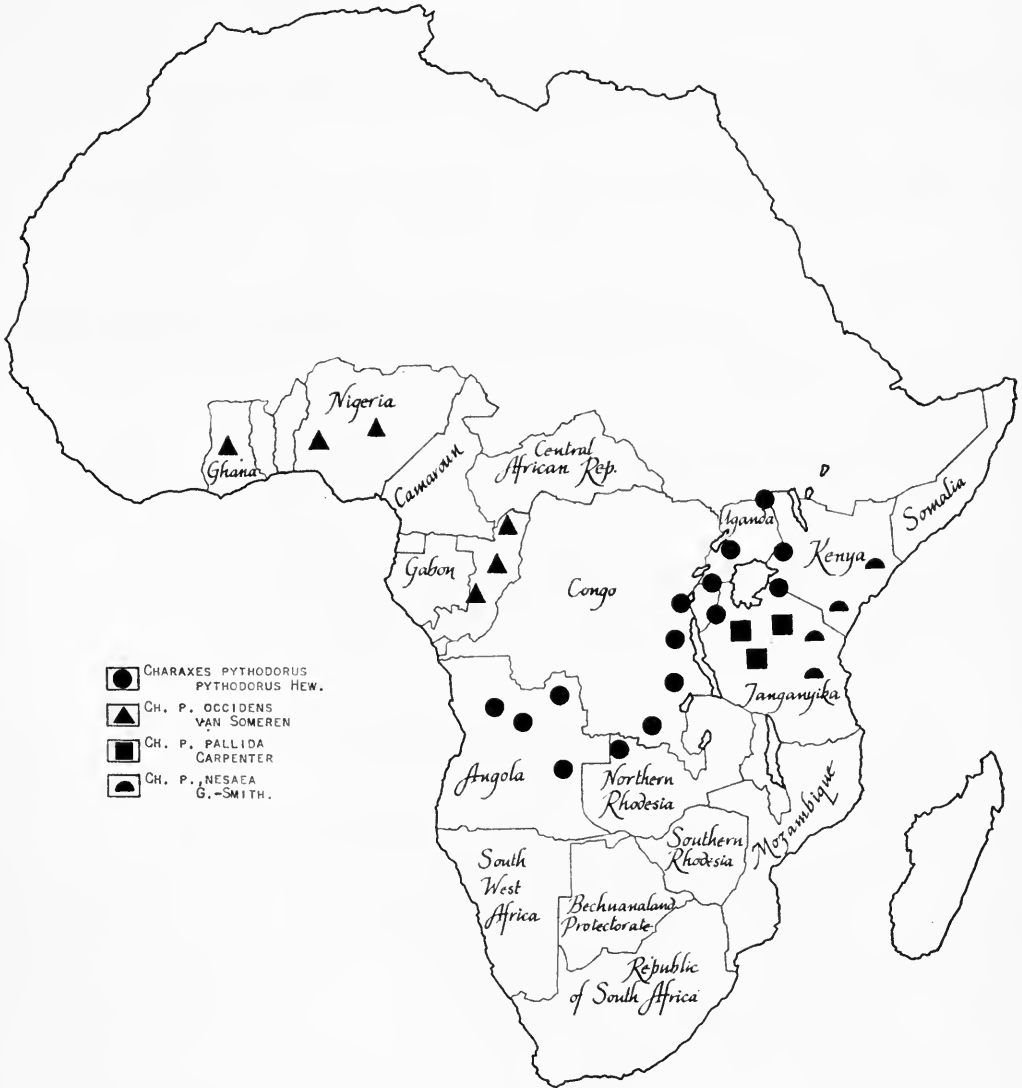 Nigeria
Ghana
Camaroun
Central
African Rep.
Somalia
Uganda
Kenya
Gabon
Congo
CHARAXES PYTHODORUS
PYTHODORUS HEW.
CH. P. OCCIDENS
VAN SOMEREN
CH. P. PALLIDA
CARPENTER
CH. P. NESAEA
G.-SMITH.
Tanganyika
Angola
Northern
Rhodesia
Mozambique
Southern
Rhodesia
South
West
Africa
Bechuanaland
Protectorate
Republic
of South Africa